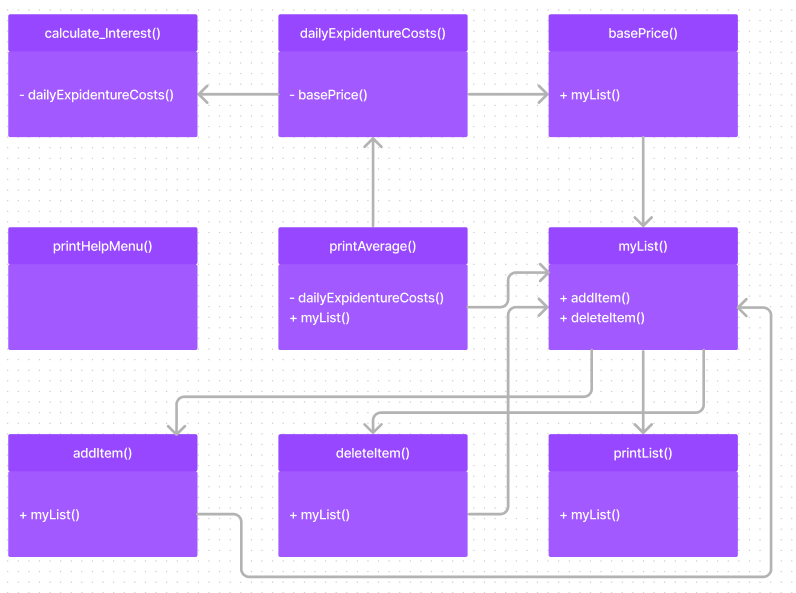 calculate_Interest()
- dailyExpidentureCosts()
dailyExpidentureCosts()
- basePrice()
basePrice()
+ myList()
printHelpMenu()
printAverage()
- dailyExpidentureCosts()
+ myList()
myList()
+ addItem()
+ deleteItem()
addItem()
+ myList()
deleteItem()
+ myList()
printList()
+ myList()